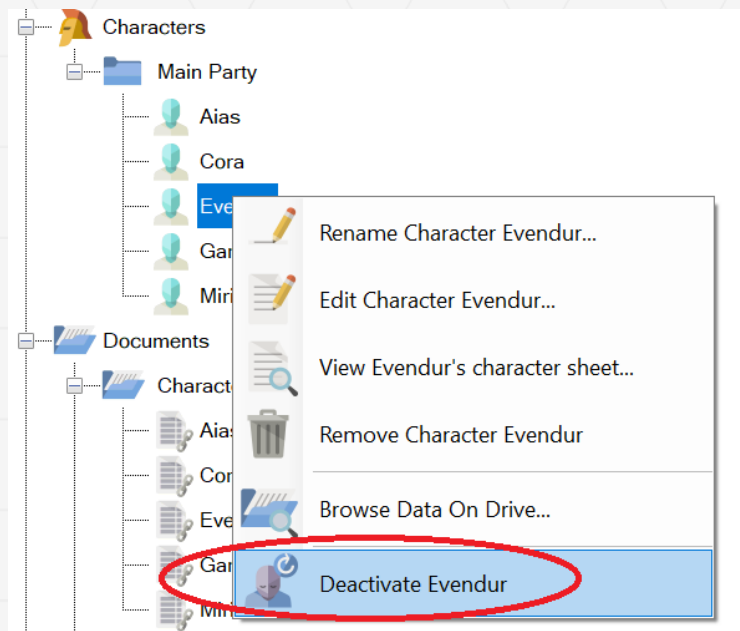 Characters
Main Party
Aias
Cora
Eve
Rename Character Evendur...
Gar
Miri
Edit Character Evendur...
Documents
View Evendur's character sheet...
Charact
Aias
Remove Character Evendur
Cor
Browse Data On Drive...
Eve
Gar
Deactivate Evendur
Miri